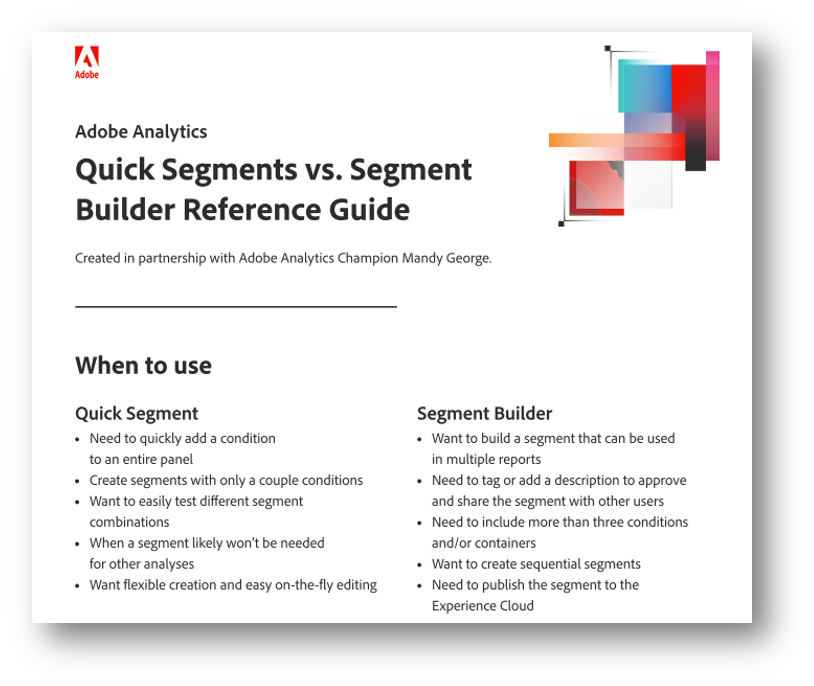 Adobe
Adobe Analytics
Quick Segments vs. Segment
Builder Reference Guide
Created in partnership with Adobe Analytics Champion Mandy George.
When to use
Quick Segment
• Need to quickly add a condition
to an entire panel
• Create segments with only a couple conditions
• Want to easily test different segment
combinations
• When a segment likely won't be needed
for other analyses
• Want flexible creation and easy on-the-fly editing
Segment Builder
• Want to build a segment that can be used
in multiple reports
• Need to tag or add a description to approve
and share the segment with other users
• Need to include more than three conditions
and/or containers
• Want to create sequential segments
• Need to publish the segment to the
Experience Cloud